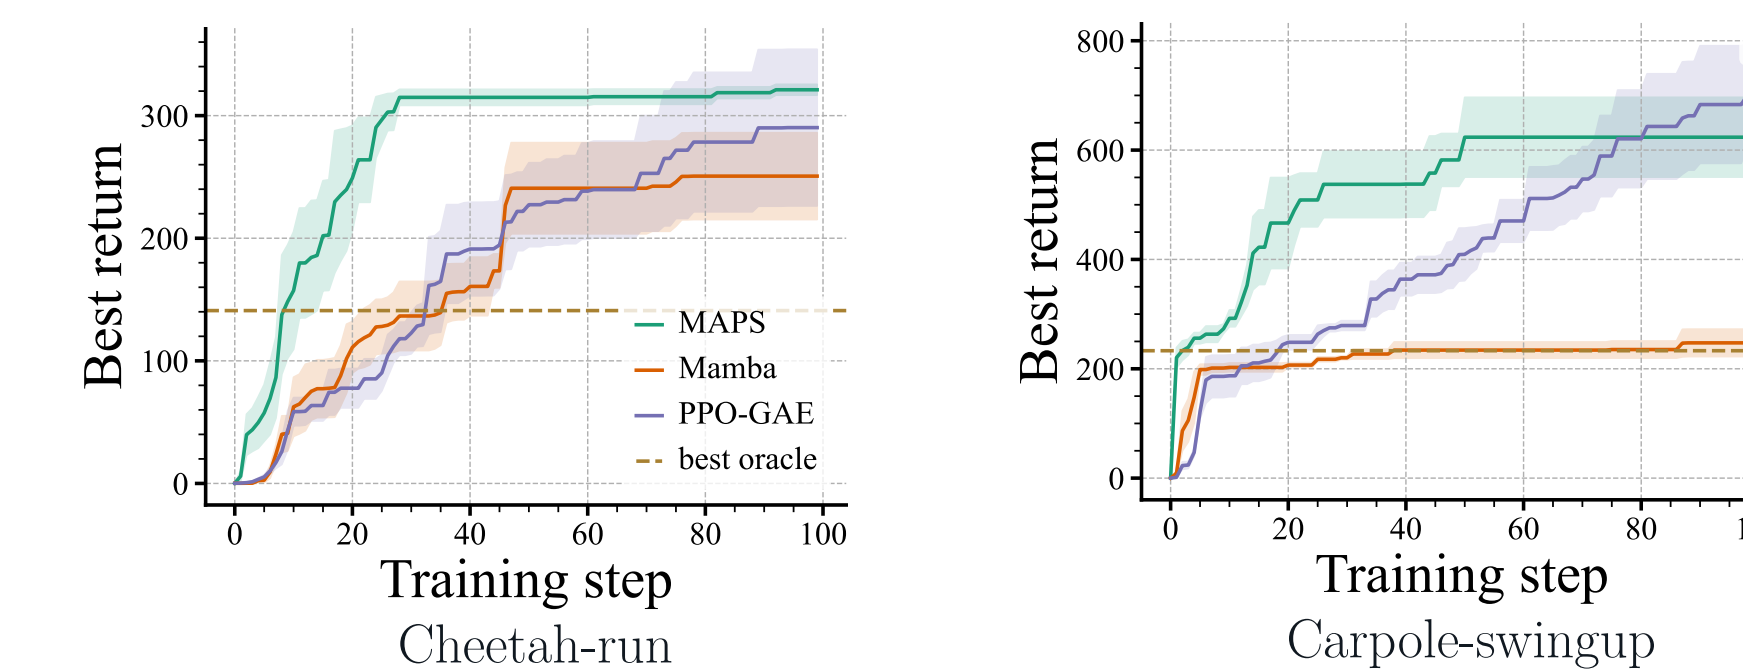 Best return
300
200
100
0
0 20 40 60 80 100
Training step
Cheetah-run
MAPS
Mamba
PPO-GAE
best oracle
Best return
800
600
400
200
0
0 20 40 60 80
Training step
Carpole-swingup